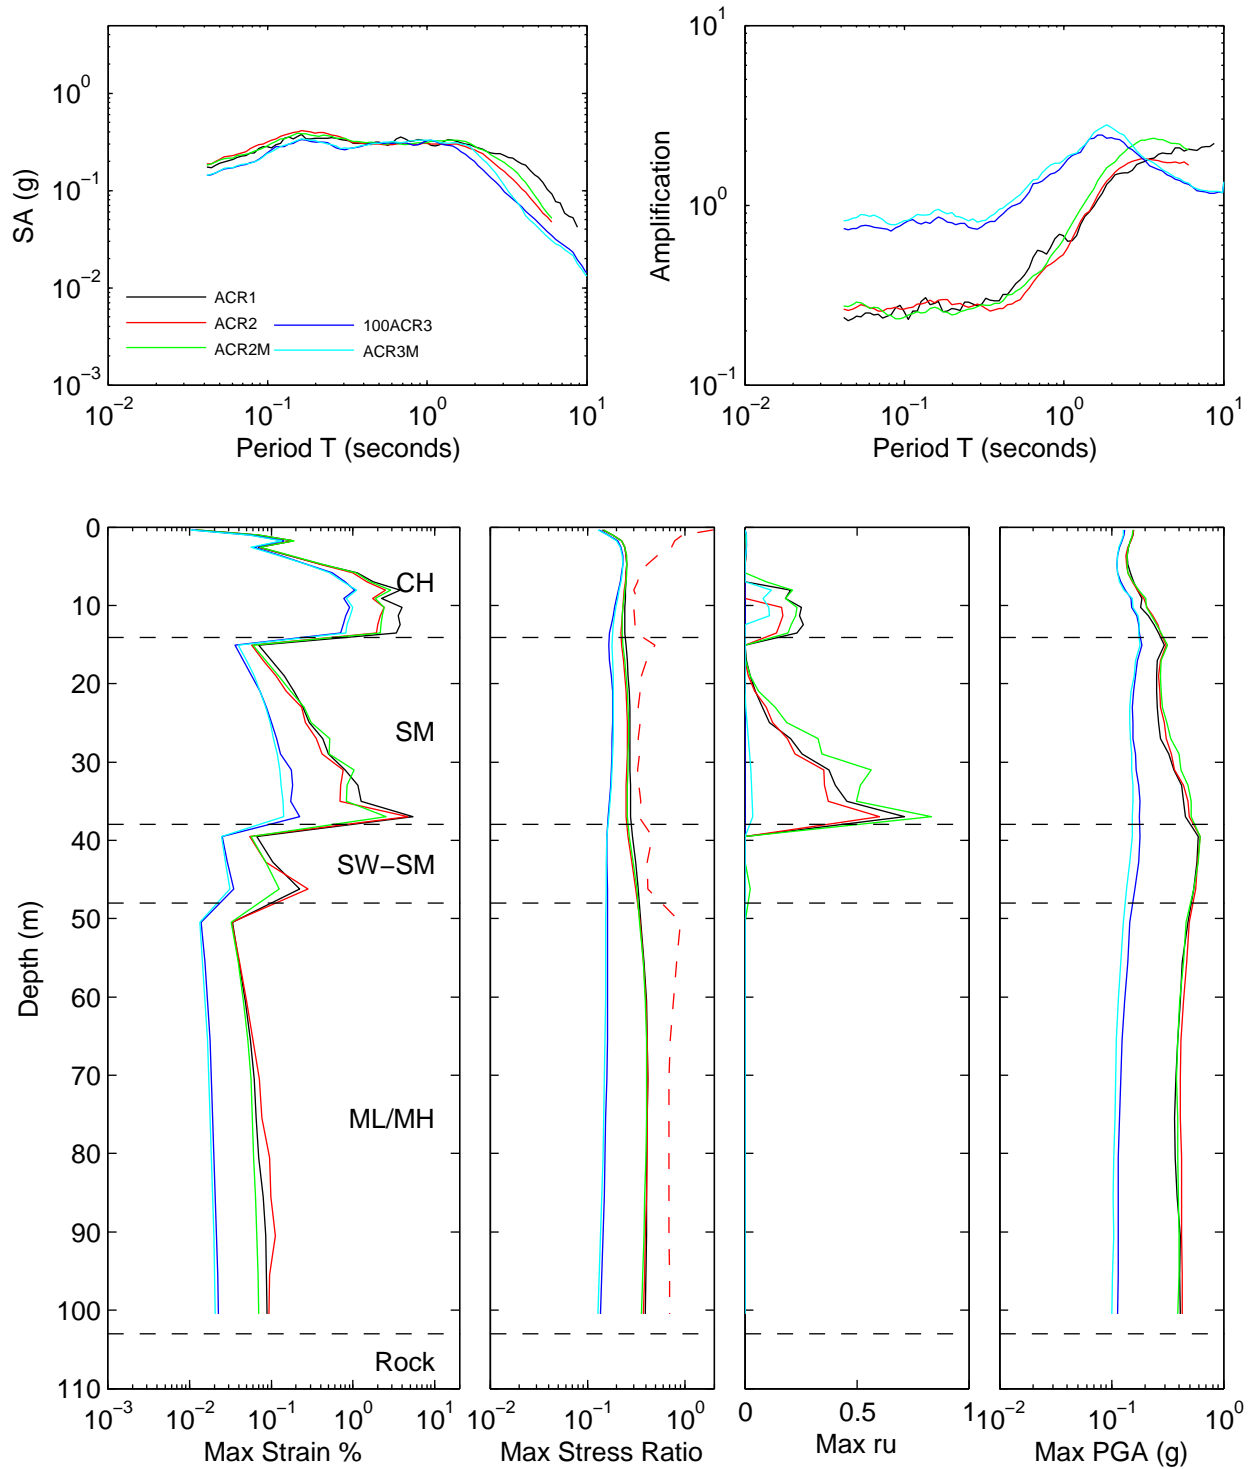 SA (g)
10^0
10^−1
10^−2
10^−3
10^−2 10^−1 10^0 10^1
Period T (seconds)
ACR1
ACR2
ACR2M
100ACR3
ACR3M
Amplification
10^1
10^0
10^−1
10^−2 10^−1 10^0 10^1
Period T (seconds)
Depth (m)
0
10
20
30
40
50
60
70
80
90
100
110
CH
SM
SW−SM
ML/MH
Rock
10^−3 10^−2 10^−1 10^0 10^1
Max Strain %
10^−2 10^−1 10^0
Max Stress Ratio
0 0.5 1
Max ru
10^−2 10^−1 10^0
Max PGA (g)